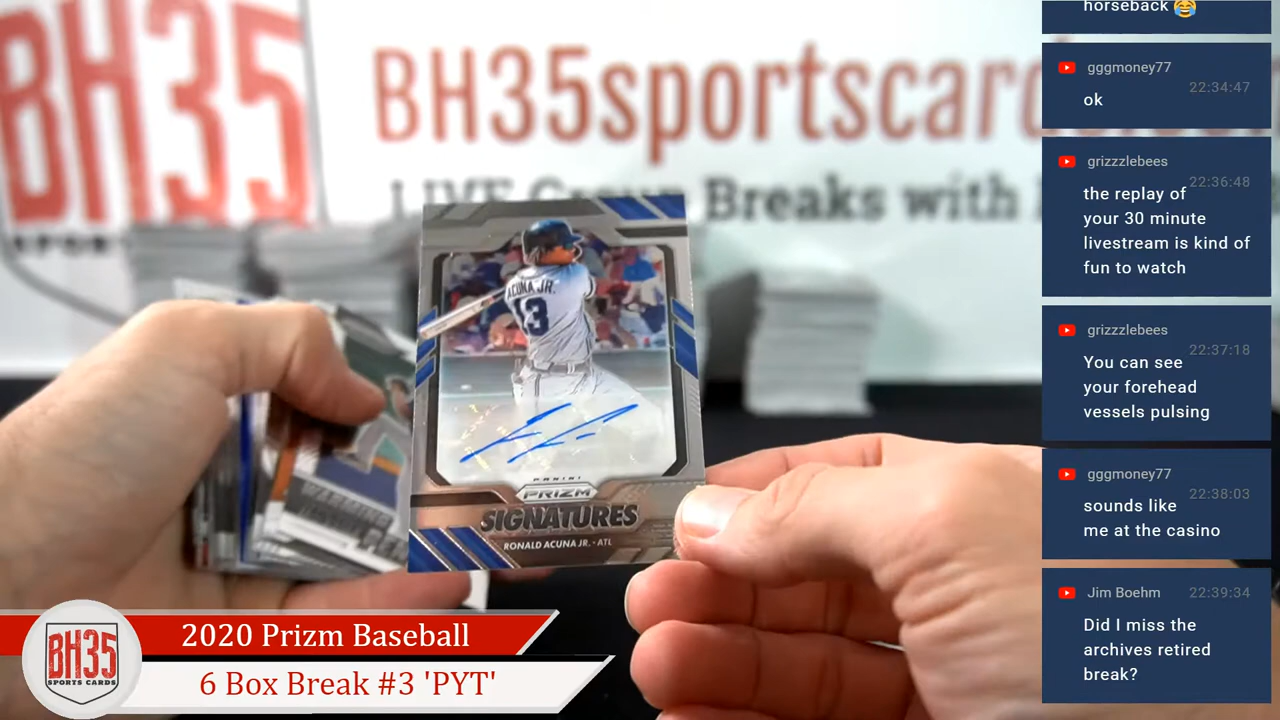 BH35
SPORTS
BH35sportscard
LIVE Group Breaks with
ACUNA JR.
13
PANINI
PRIZM
SIGNATURES
RONALD ACUNA JR. - ATL
BH35
SPORTS CARDS
2020 Prizm Baseball
6 Box Break #3 'PYT'
horseback 😂
gggmoney77
22:34:47
ok
grizzzlebees
22:36:48
the replay of
your 30 minute
livestream is kind of
fun to watch
grizzzlebees
22:37:18
You can see
your forehead
vessels pulsing
gggmoney77
22:38:03
sounds like
me at the casino
Jim Boehm
22:39:34
Did I miss the
archives retired
break?